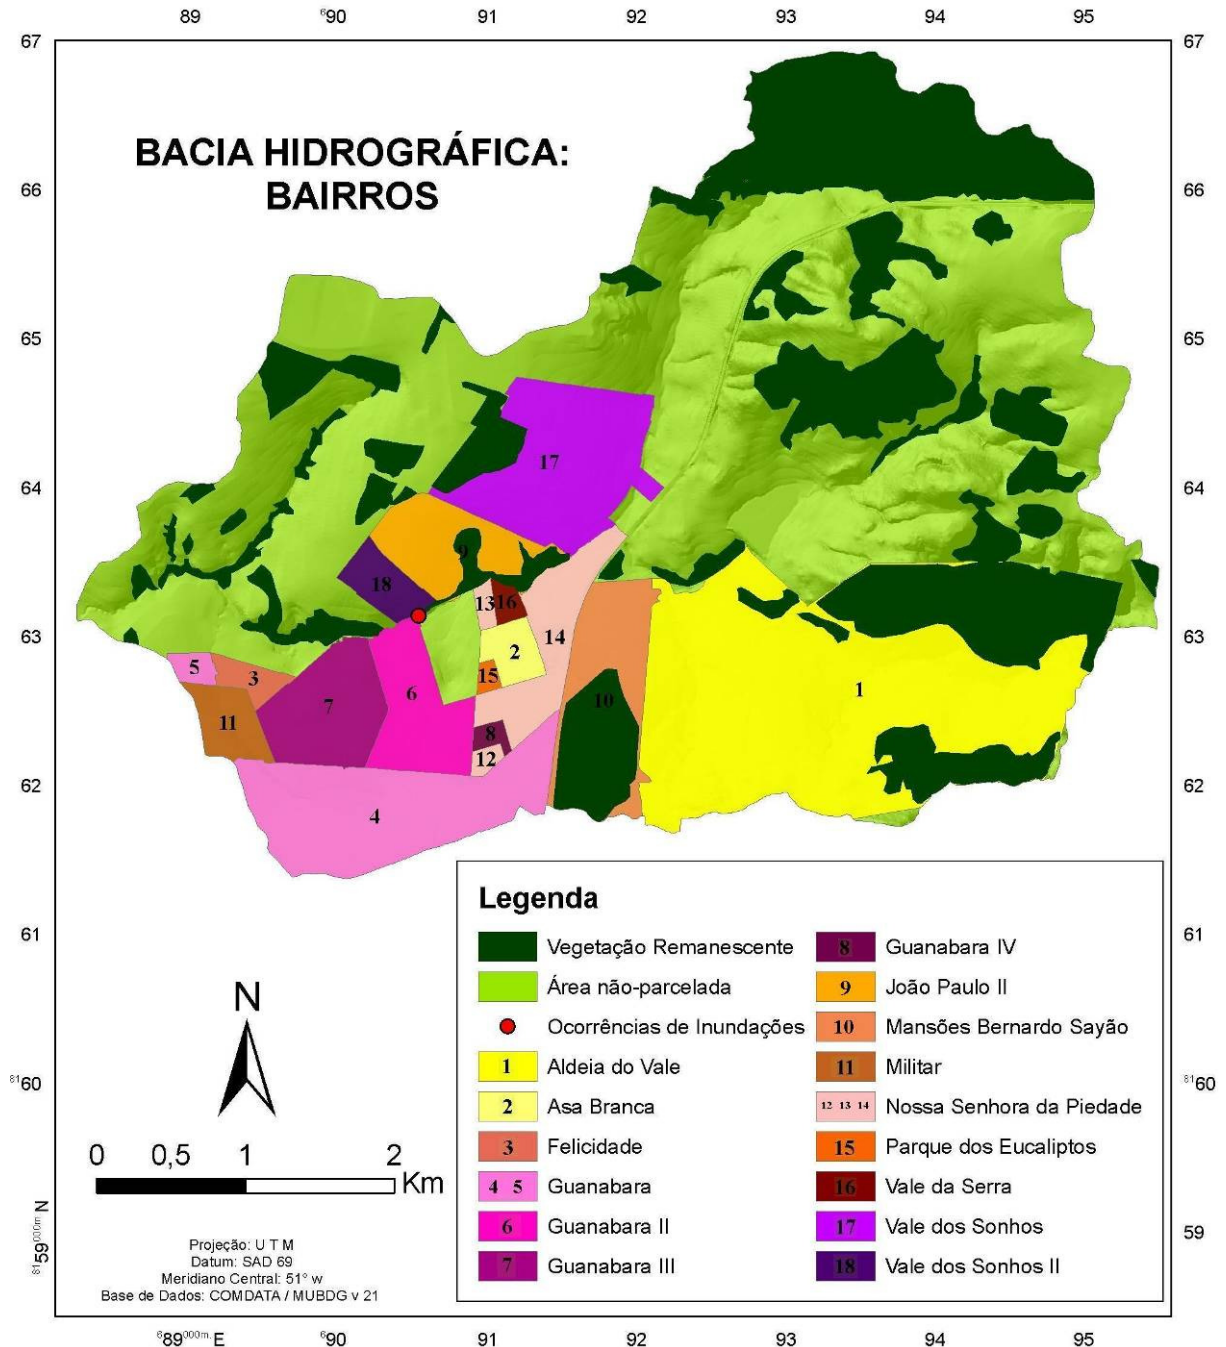 89 ⁶90 91 92 93 94 95
67 67
BACIA HIDROGRÁFICA:
BAIRROS
66 66
65 65
17
64 64
9
18
13 16
63 14 63
2
5 3 15
7 6 10 1
11
8
12
62 62
4
Legenda
61 61
Vegetação Remanescente
Área não-parcelada
Ocorrências de Inundações
1 Aldeia do Vale
2 Asa Branca
3 Felicidade
4 5 Guanabara
6 Guanabara II
7 Guanabara III
8 Guanabara IV
9 João Paulo II
10 Mansões Bernardo Sayão
11 Militar
12 13 14 Nossa Senhora da Piedade
15 Parque dos Eucaliptos
16 Vale da Serra
17 Vale dos Sonhos
18 Vale dos Sonhos II
N
⁸¹60 ⁸¹60
0 0,5 1 2
Km
⁸¹59⁰⁰⁰ᵐ N 59
Projeção: U T M
Datum: SAD 69
Meridiano Central: 51° w
Base de Dados: COMDATA / MUBDG v 21
⁶89⁰⁰⁰ᵐ· E ⁶90 91 92 93 94 95